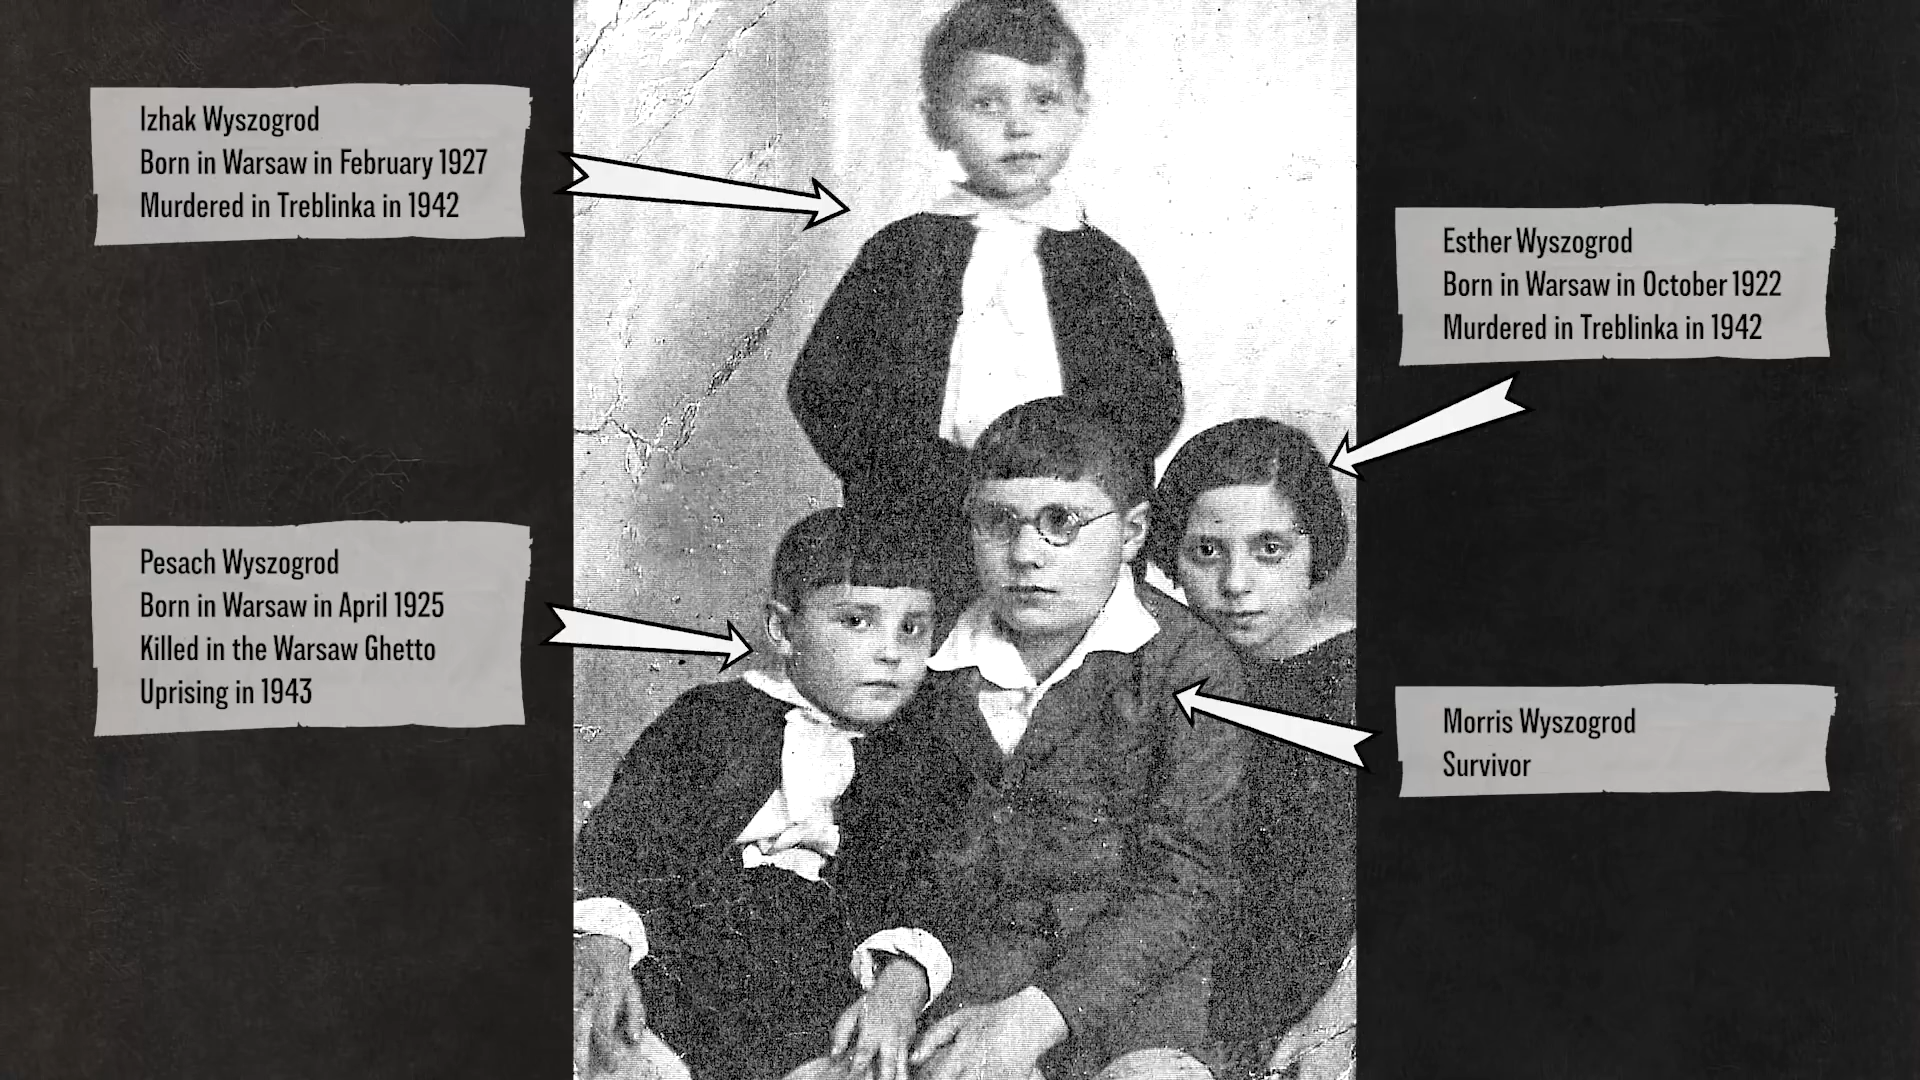 Izhak Wyszogrod
Born in Warsaw in February 1927
Murdered in Treblinka in 1942
Esther Wyszogrod
Born in Warsaw in October 1922
Murdered in Treblinka in 1942
Pesach Wyszogrod
Born in Warsaw in April 1925
Killed in the Warsaw Ghetto
Uprising in 1943
Morris Wyszogrod
Survivor